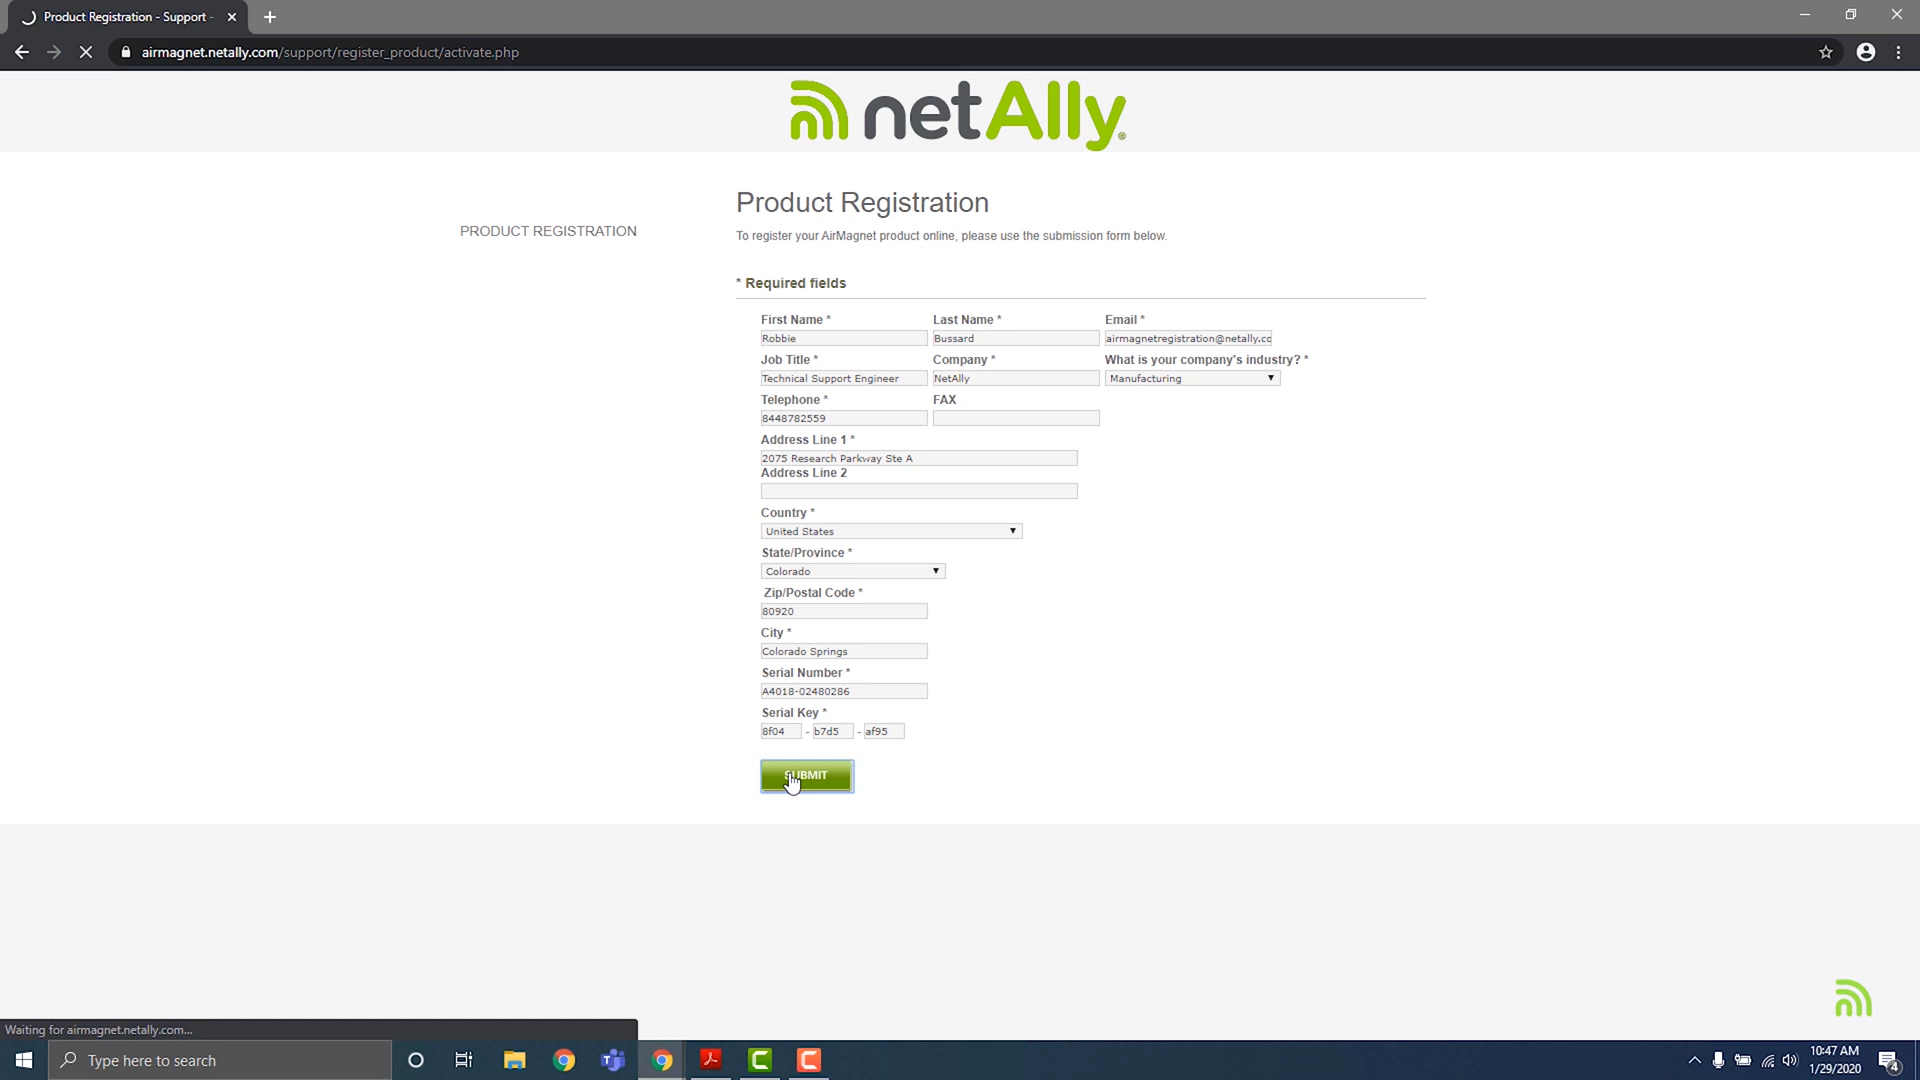 Product Registration - Support -
airmagnet.netally.com/support/register_product/activate.php
netAlly®
PRODUCT REGISTRATION
Product Registration
To register your AirMagnet product online, please use the submission form below.
* Required fields
First Name * Last Name * Email *
Robbie Bussard airmagnetregistration@netally.co
Job Title * Company * What is your company's industry? *
Technical Support Engineer NetAlly Manufacturing
Telephone * FAX
8448782559
Address Line 1 *
2075 Research Parkway Ste A
Address Line 2
Country *
United States
State/Province *
Colorado
Zip/Postal Code *
80920
City *
Colorado Springs
Serial Number *
A4018-02480286
Serial Key *
8f04 - b7d5 - af95
SUBMIT
Waiting for airmagnet.netally.com...
Type here to search
10:47 AM
1/29/2020
4